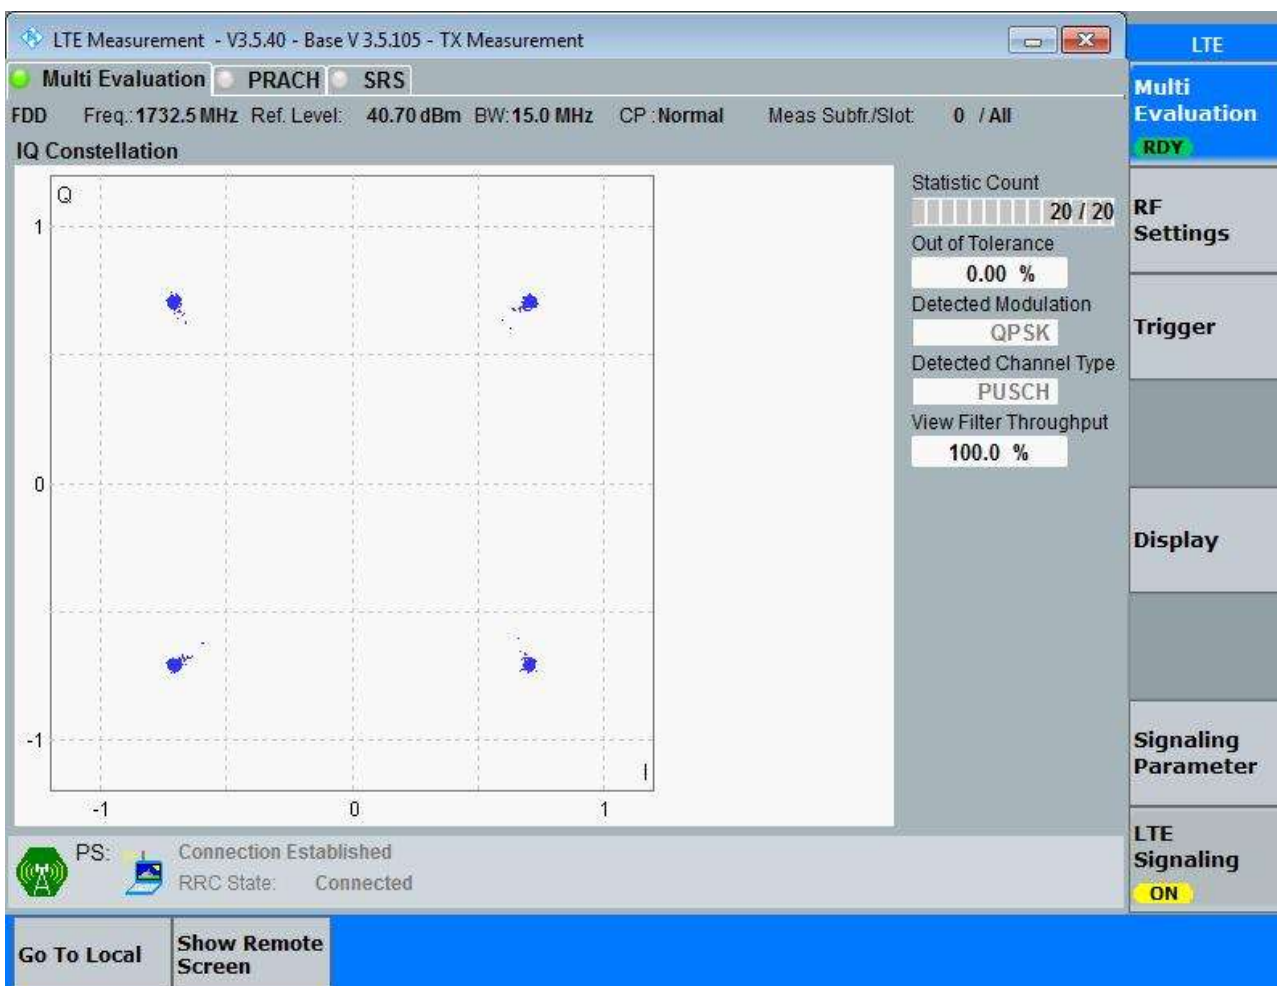 LTE Measurement - V3.5.40 - Base V 3.5.105 - TX Measurement
Multi Evaluation PRACH SRS
FDD Freq.: 1732.5 MHz Ref. Level: 40.70 dBm BW: 15.0 MHz CP : Normal Meas Subfr./Slot: 0 / All
IQ Constellation
Q
1
0
-1
I
-1 0 1
Statistic Count
20 / 20
Out of Tolerance
0.00 %
Detected Modulation
QPSK
Detected Channel Type
PUSCH
View Filter Throughput
100.0 %
PS: Connection Established
RRC State: Connected
LTE
Multi
Evaluation
RDY
RF
Settings
Trigger
Display
Signaling
Parameter
LTE
Signaling
ON
Go To Local
Show Remote
Screen